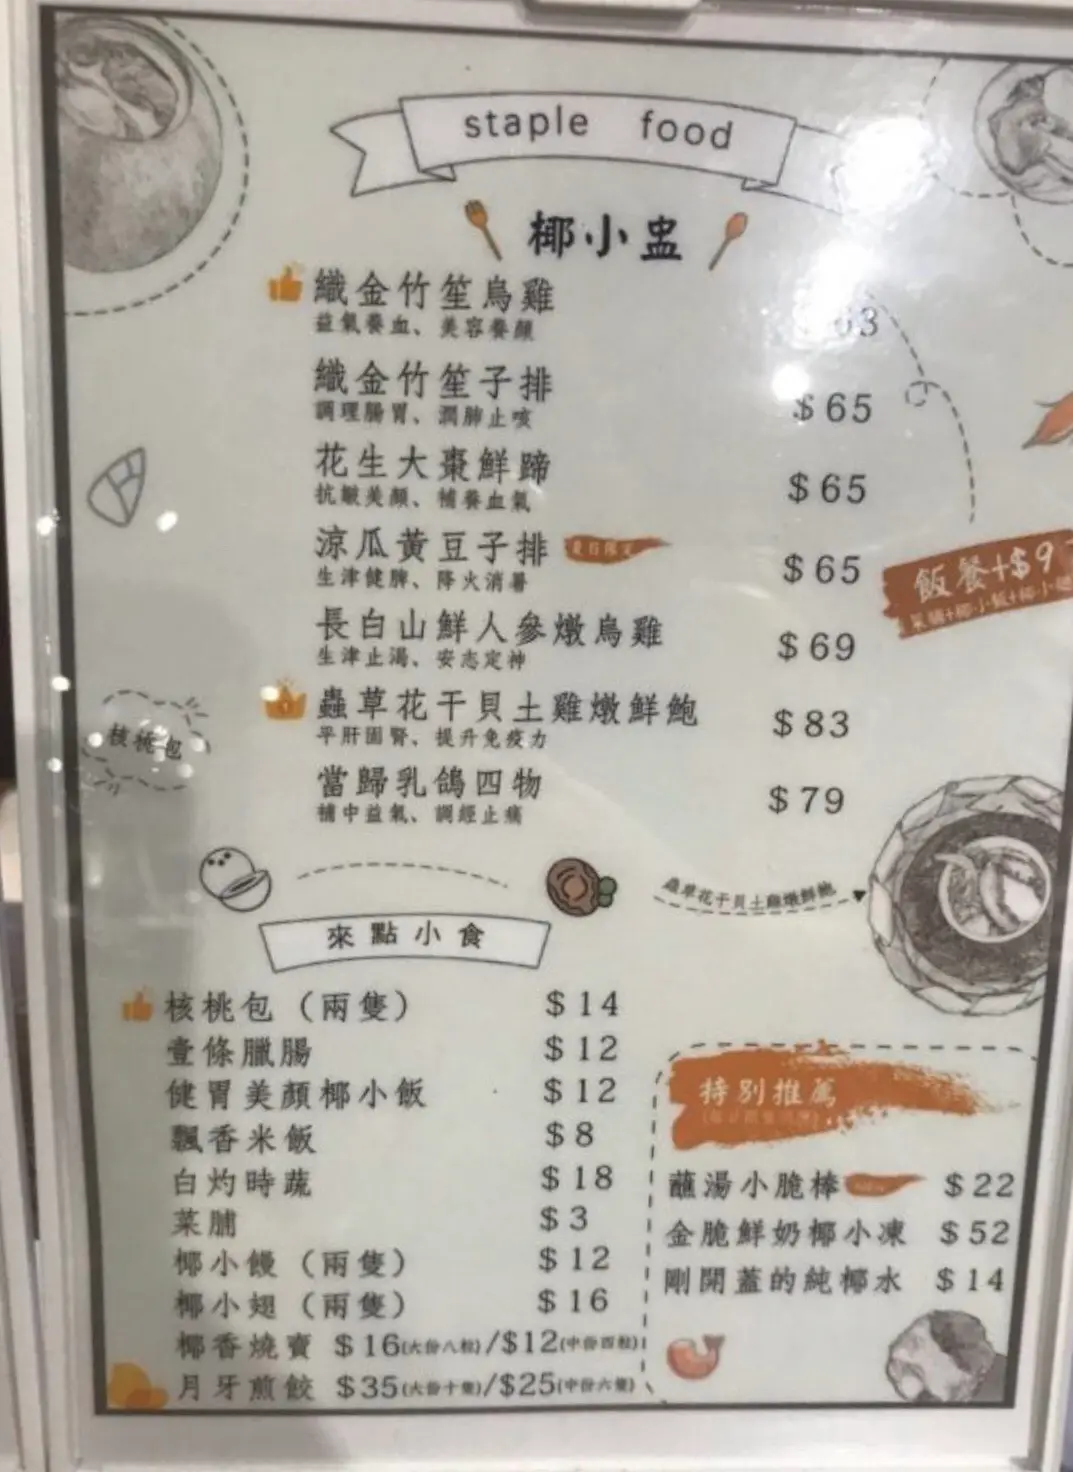 staple food
椰小盅
織金竹笙烏雞
益氣養血、美容養顏
織金竹笙子排 $65
調理腸胃、潤肺止咳
花生大棗鮮蹄 $65
抗皺美顏、補養血氣
涼瓜黃豆子排 夏日限定 $65
生津健脾、降火消暑
飯餐+$9
長白山鮮人參燉烏雞 $69
生津止渴、安志定神
蟲草花干貝土雞燉鮮鮑 $83
平肝固腎、提升免疫力
核桃包
當歸乳鴿四物 $79
補中益氣、調經止痛
蟲草花干貝土雞燉鮮鮑
來點小食
核桃包（兩隻） $14
壹條臘腸 $12
健胃美顏椰小飯 $12
飄香米飯 $8
白灼時蔬 $18
菜脯 $3
椰小饅（兩隻） $12
椰小翅（兩隻） $16
椰香燒賣 $16(大份八粒)/$12(中份四粒)
月牙煎餃 $35(大份十隻)/$25(中份六隻)
特別推薦
蘸湯小脆棒 $22
金脆鮮奶椰小凍 $52
剛開蓋的純椰水 $14